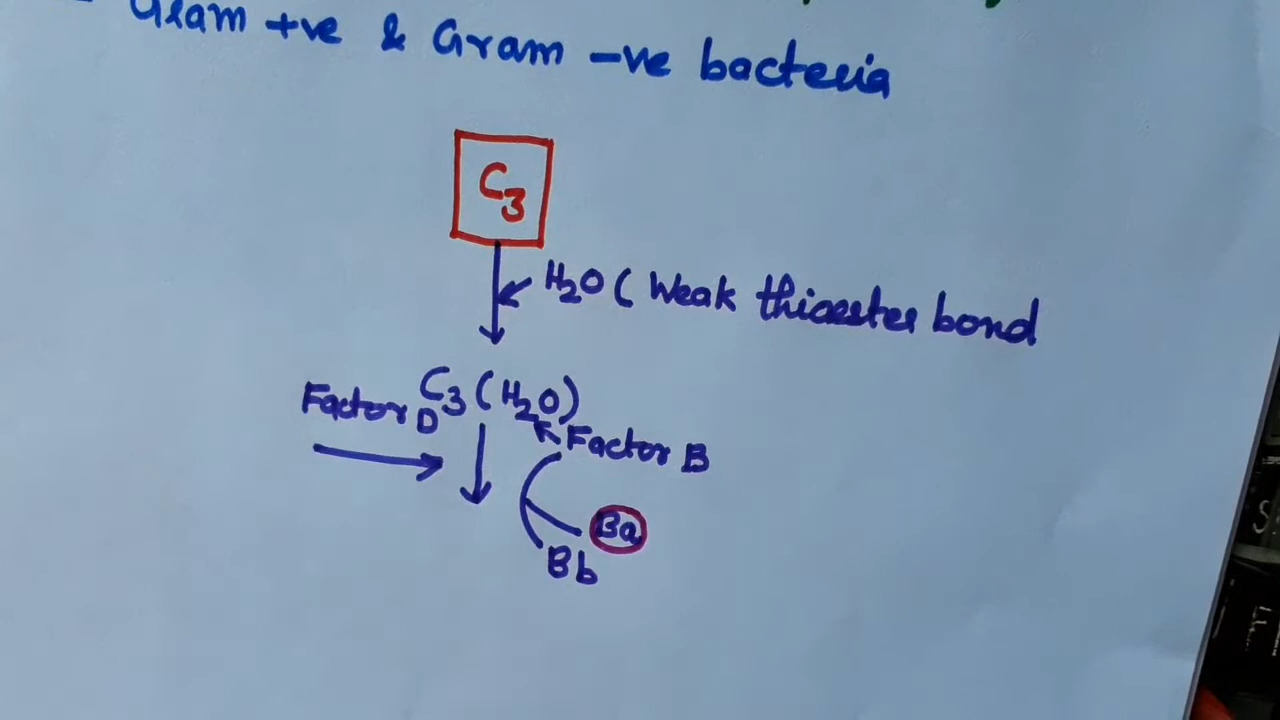 Gram +ve & Gram -ve bacteria
C3
H2O ( Weak thioester bond
C3 (H2O)
Factor D
Factor B
Ba
Bb